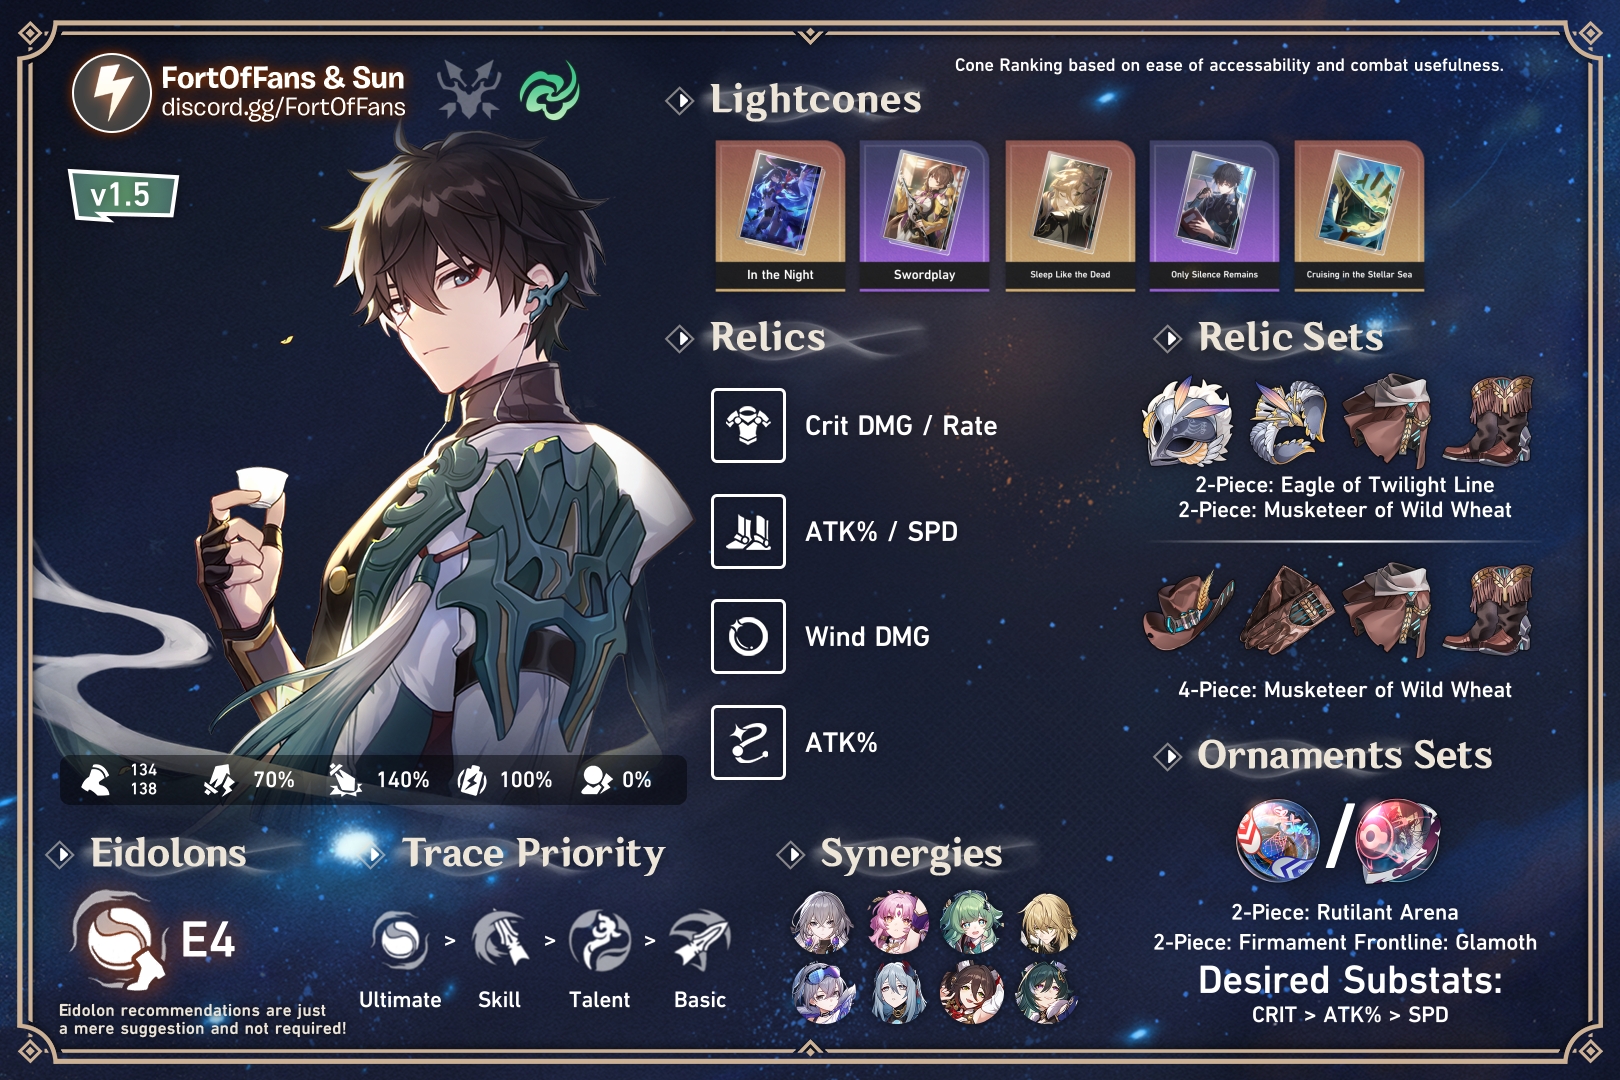 FortOfFans & Sun
discord.gg/FortOfFans
v1.5
Cone Ranking based on ease of accessability and combat usefulness.
Lightcones
In the Night
Swordplay
Sleep Like the Dead
Only Silence Remains
Cruising in the Stellar Sea
Relics
Crit DMG / Rate
ATK% / SPD
Wind DMG
ATK%
Relic Sets
2-Piece: Eagle of Twilight Line
2-Piece: Musketeer of Wild Wheat
4-Piece: Musketeer of Wild Wheat
Ornaments Sets
/
2-Piece: Rutilant Arena
2-Piece: Firmament Frontline: Glamoth
Desired Substats:
CRIT > ATK% > SPD
134
138
70%
140%
100%
0%
Eidolons
E4
Eidolon recommendations are just
a mere suggestion and not required!
Trace Priority
> > >
Ultimate
Skill
Talent
Basic
Synergies